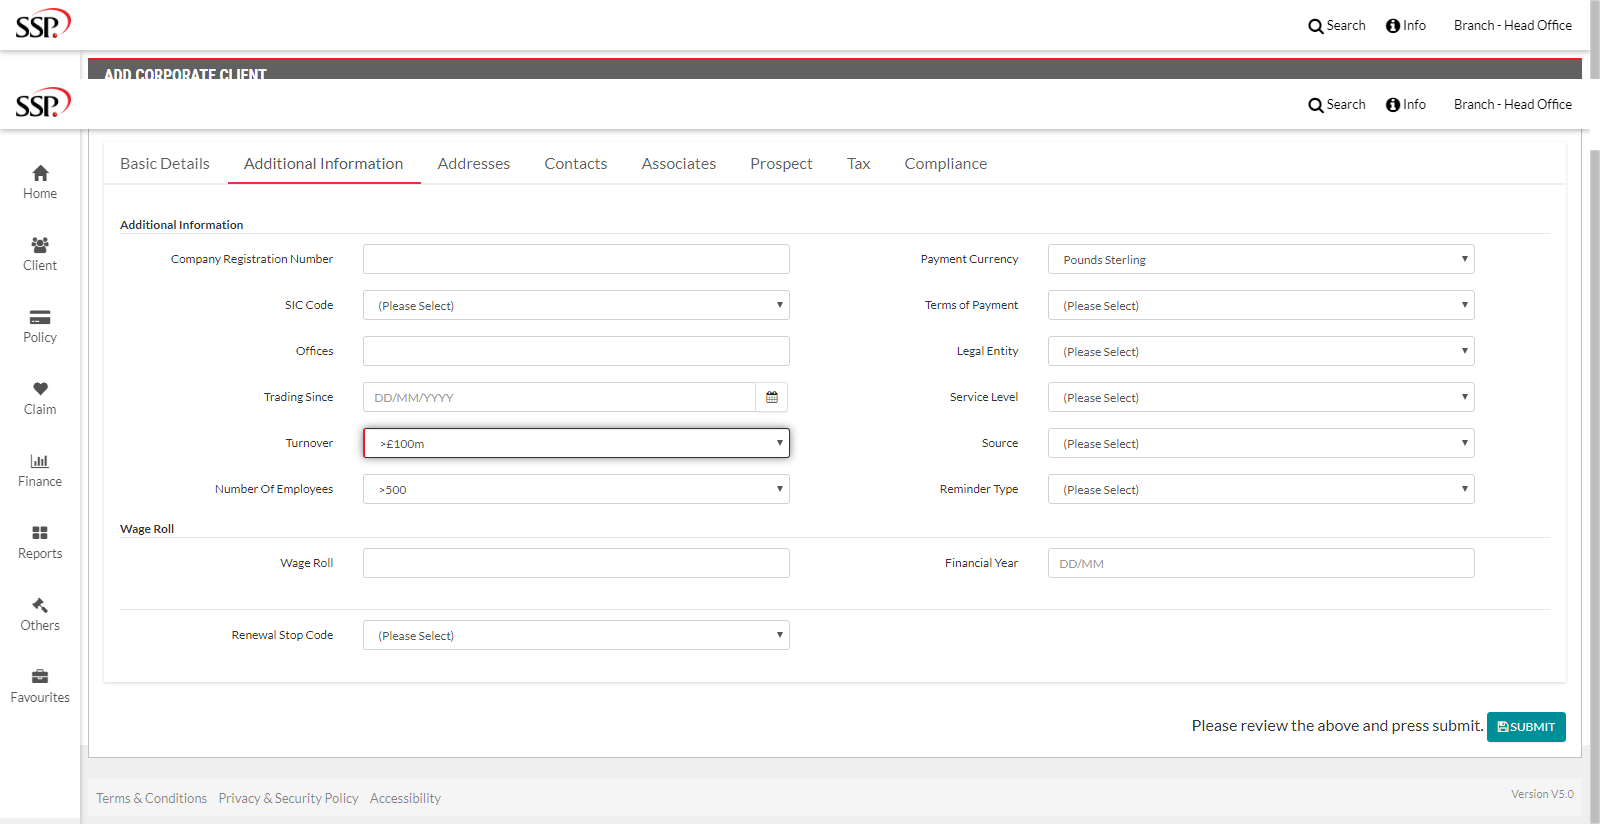 SSP.
Search Info Branch - Head Office
ADD CORPORATE CLIENT
SSP.
Search Info Branch - Head Office
Basic Details Additional Information Addresses Contacts Associates Prospect Tax Compliance
Home
Client
Policy
Claim
Finance
Reports
Others
Favourites
Additional Information
Company Registration Number
Payment Currency Pounds Sterling
SIC Code (Please Select)
Terms of Payment (Please Select)
Offices
Legal Entity (Please Select)
Trading Since DD/MM/YYYY
Service Level (Please Select)
Turnover >£100m
Source (Please Select)
Number Of Employees >500
Reminder Type (Please Select)
Wage Roll
Wage Roll
Financial Year DD/MM
Renewal Stop Code (Please Select)
Please review the above and press submit. SUBMIT
Terms & Conditions Privacy & Security Policy Accessibility
Version V5.0